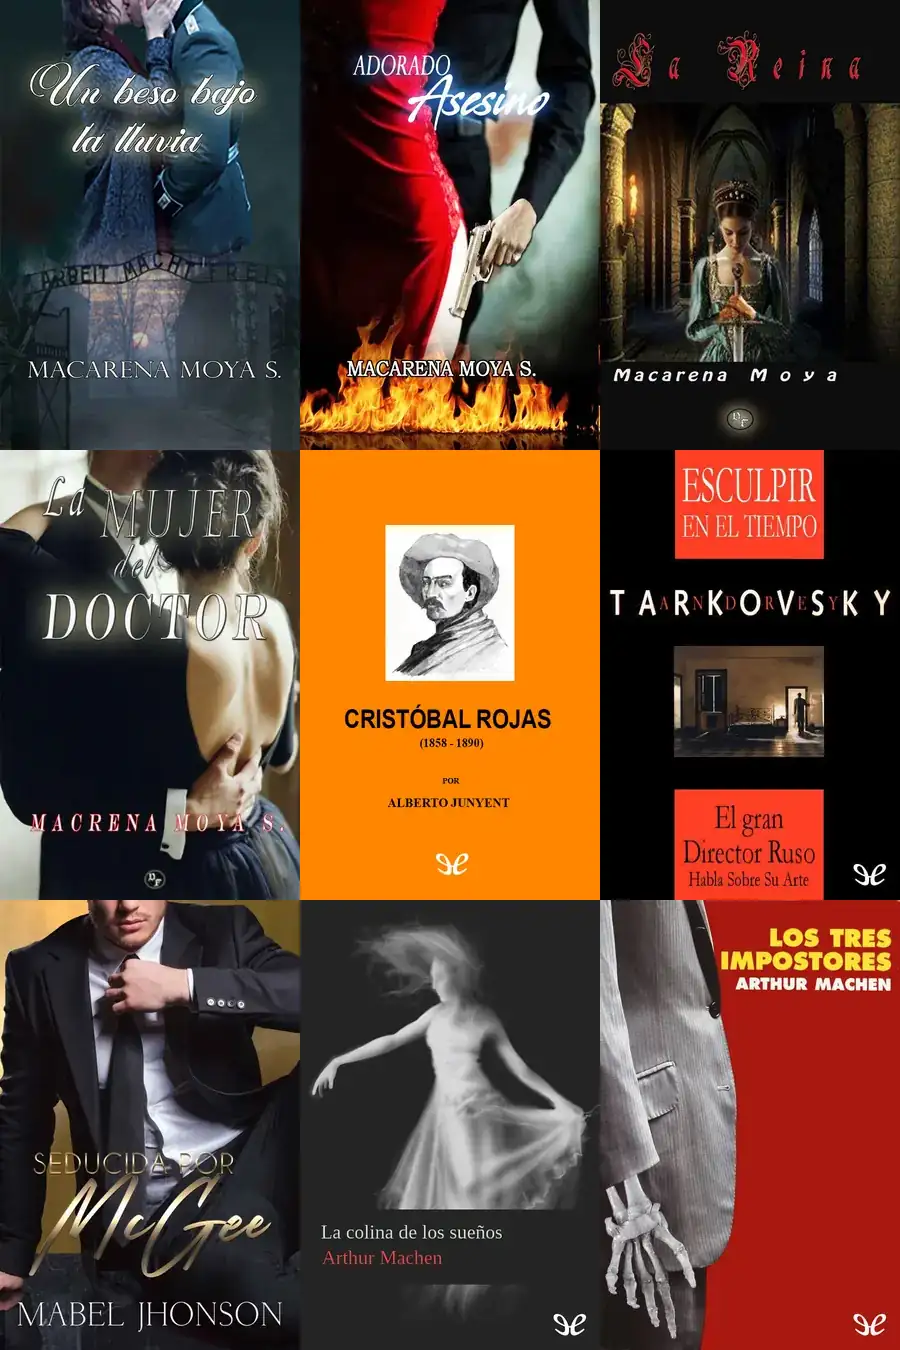 Un beso bajo
la lluvia
ARBEIT MACHT FREI
MACARENA MOYA S.
ADORADO
Asesino
MACARENA MOYA S.
La Reina
Macarena Moya
La MUJER
del
DOCTOR
MACRENA MOYA S.
CRISTÓBAL ROJAS
(1858 - 1890)
POR
ALBERTO JUNYENT
ESCULPIR
EN EL TIEMPO
ANDREY TARKOVSKY
El gran
Director Ruso
Habla Sobre Su Arte
SEDUCIDA POR
McGee
MABEL JHONSON
La colina de los sueños
Arthur Machen
LOS TRES
IMPOSTORES
ARTHUR MACHEN